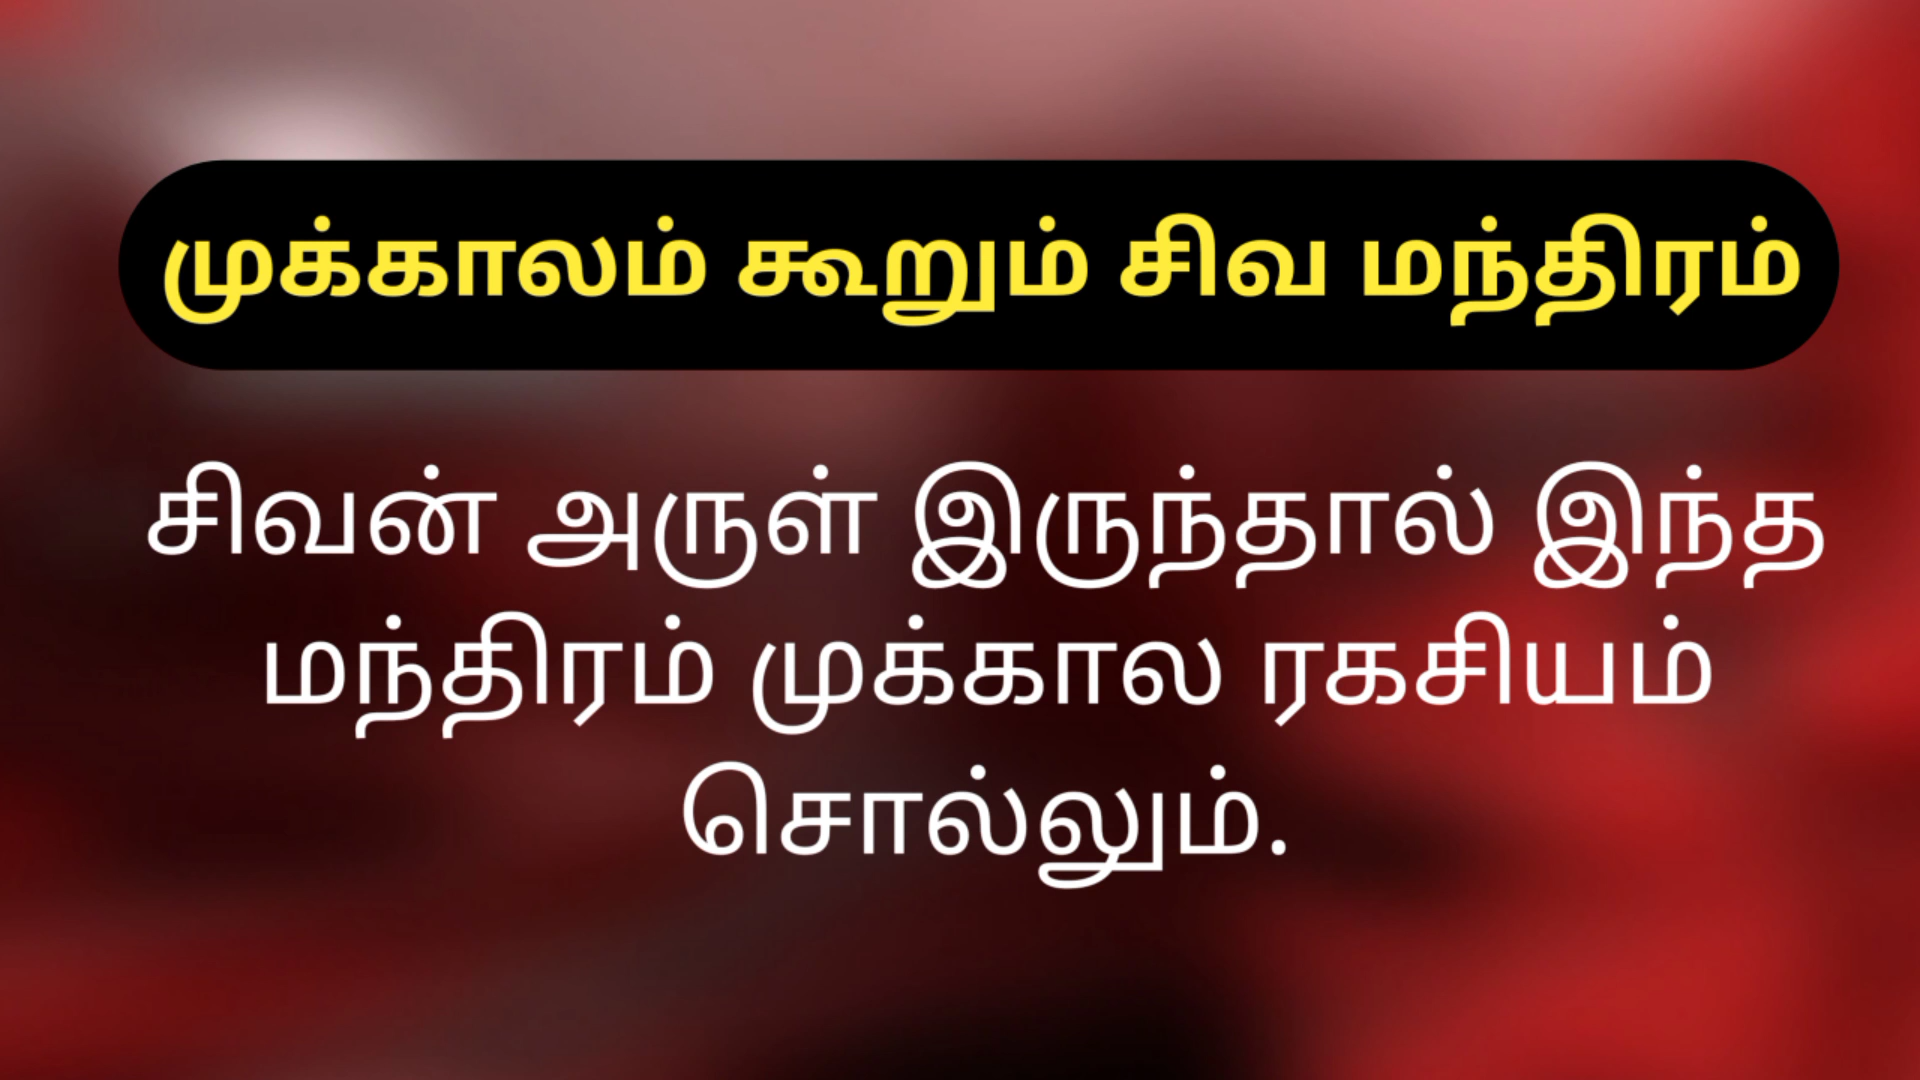 முக்காலம் கூறும் சிவ மந்திரம்
சிவன் அருள் இருந்தால் இந்த
மந்திரம் முக்கால ரகசியம்
சொல்லும்.